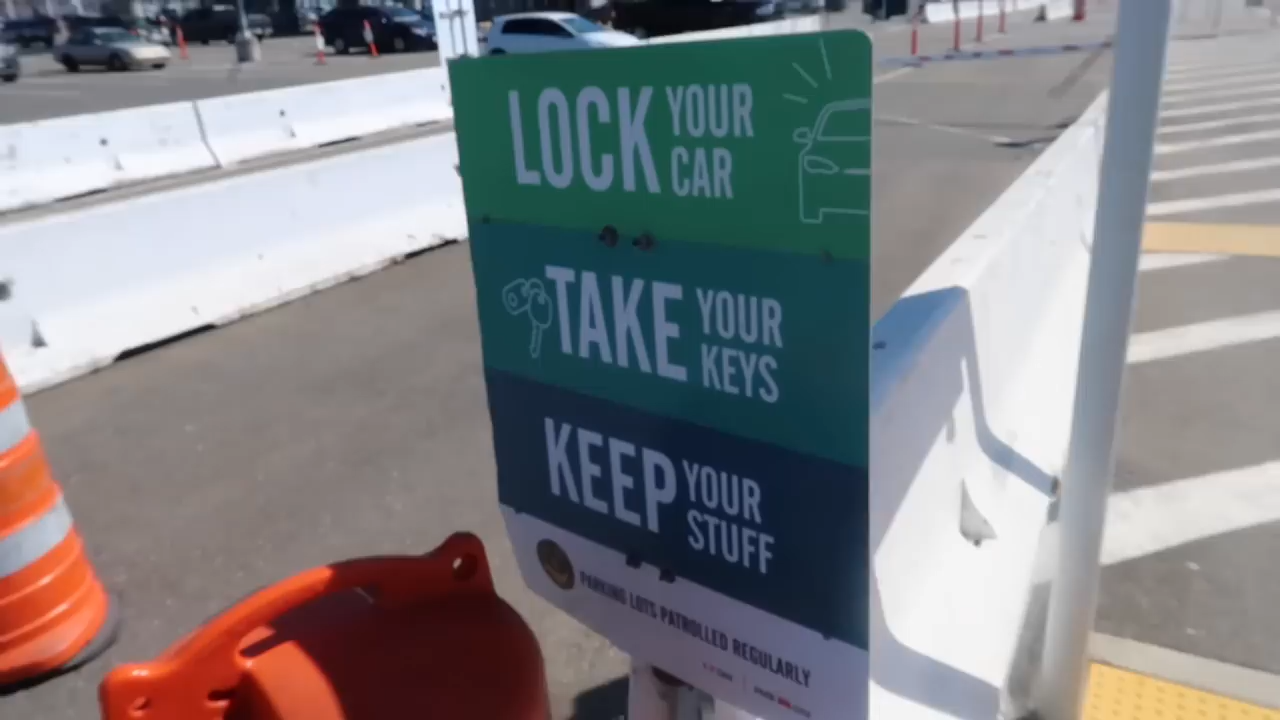 LOCK YOUR CAR
TAKE YOUR KEYS
KEEP YOUR STUFF
PARKING LOTS PATROLLED REGULARLY